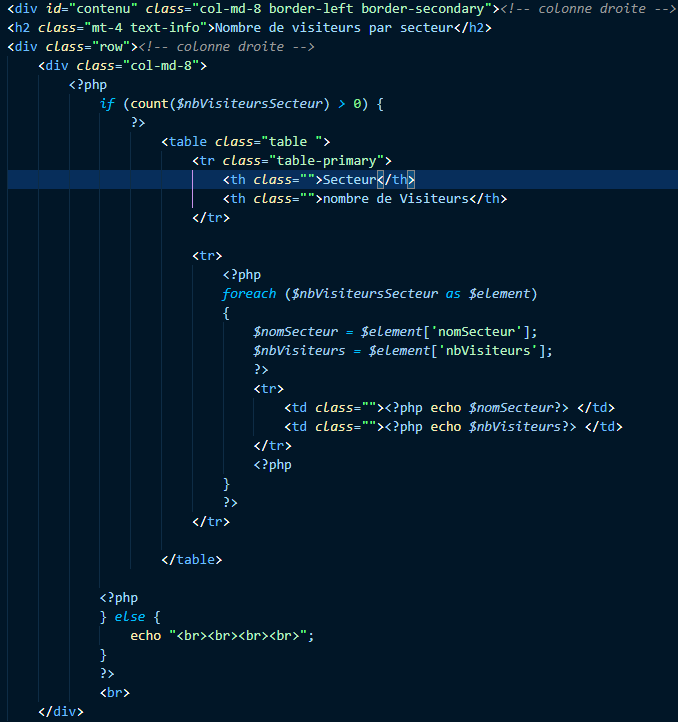 <div id="contenu" class="col-md-8 border-left border-secondary"><!-- colonne droite -->
<h2 class="mt-4 text-info">Nombre de visiteurs par secteur</h2>
<div class="row"><!-- colonne droite -->
<div class="col-md-8">
<?php
if (count($nbVisiteursSecteur) > 0) {
?>
<table class="table ">
<tr class="table-primary">
<th class="">Secteur</th>
<th class="">nombre de Visiteurs</th>
</tr>
<tr>
<?php
foreach ($nbVisiteursSecteur as $element)
{
$nomSecteur = $element['nomSecteur'];
$nbVisiteurs = $element['nbVisiteurs'];
?>
<tr>
<td class=""><?php echo $nomSecteur?> </td>
<td class=""><?php echo $nbVisiteurs?> </td>
</tr>
<?php
}
?>
</tr>
</table>
<?php
} else {
echo "<br><br><br><br>";
}
?>
<br>
</div>